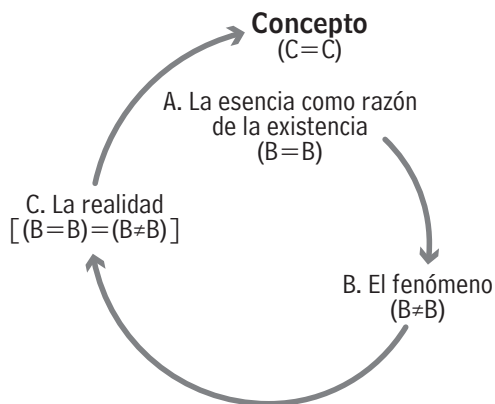 Concepto
(C=C)
A. La esencia como razón
de la existencia
(B=B)
C. La realidad
[(B=B)=(B≠B)]
B. El fenómeno
(B≠B)